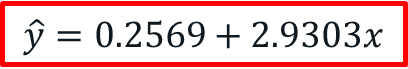 ŷ = 0.2569 + 2.9303x